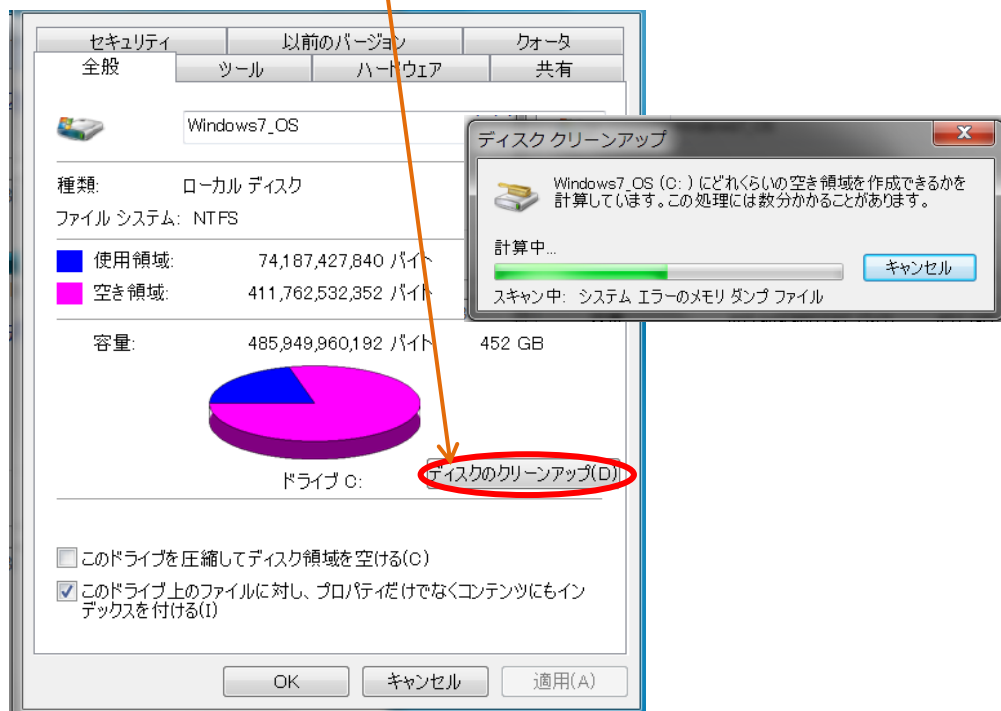 セキュリティ 以前のバージョン クォータ
全般 ツール ハードウェア 共有
Windows7_OS
種類: ローカル ディスク
ファイル システム: NTFS
使用領域: 74,187,427,840 バイト
空き領域: 411,762,532,352 バイト
容量: 485,949,960,192 バイト 452 GB
ドライブ C:
ディスクのクリーンアップ(D)
このドライブを圧縮してディスク領域を空ける(C)
このドライブ上のファイルに対し、プロパティだけでなくコンテンツにもイン
デックスを付ける(I)
OK キャンセル 適用(A)
ディスク クリーンアップ
Windows7_OS (C: ) にどれくらいの空き領域を作成できるかを
計算しています。この処理には数分かかることがあります。
計算中...
キャンセル
スキャン中: システム エラーのメモリ ダンプ ファイル